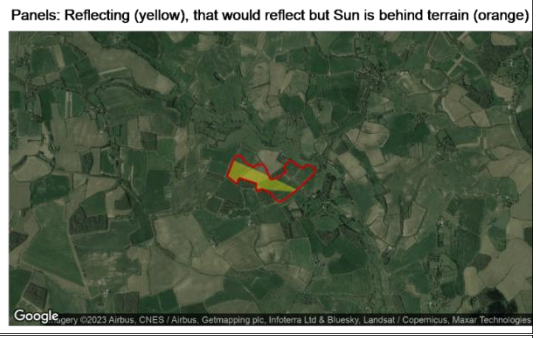 Panels: Reflecting (yellow), that would reflect but Sun is behind terrain (orange)
Google
Imagery ©2023 Airbus, CNES / Airbus, Getmapping plc, Infoterra Ltd & Bluesky, Landsat / Copernicus, Maxar Technologies